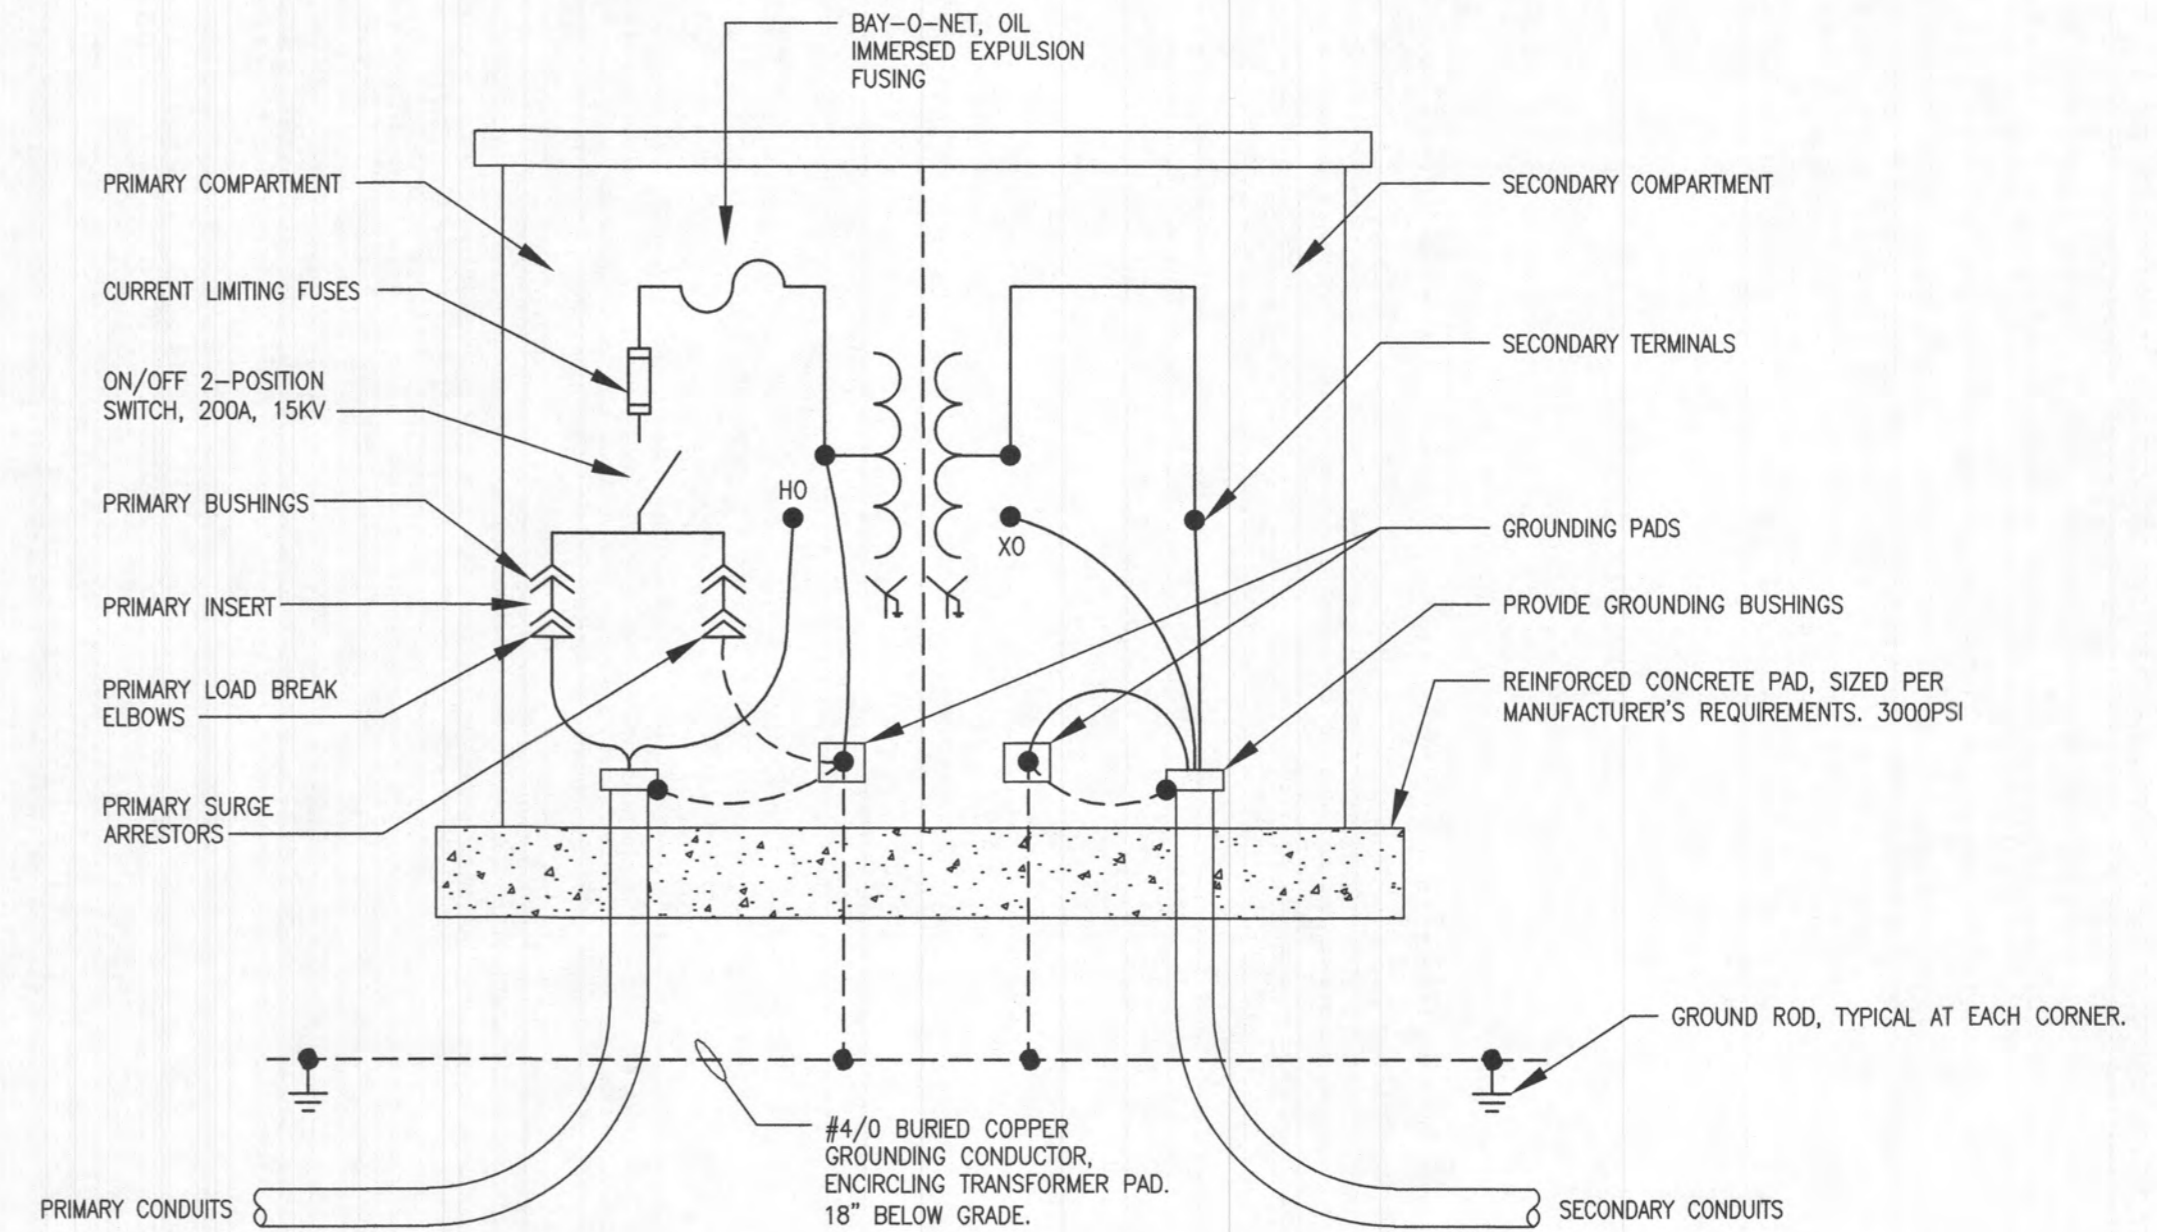 BAY-O-NET, OIL
IMMERSED EXPULSION
FUSING
PRIMARY COMPARTMENT
CURRENT LIMITING FUSES
ON/OFF 2-POSITION
SWITCH, 200A, 15KV
PRIMARY BUSHINGS
PRIMARY INSERT
PRIMARY LOAD BREAK
ELBOWS
PRIMARY SURGE
ARRESTORS
HO
XO
SECONDARY COMPARTMENT
SECONDARY TERMINALS
GROUNDING PADS
PROVIDE GROUNDING BUSHINGS
REINFORCED CONCRETE PAD, SIZED PER
MANUFACTURER'S REQUIREMENTS. 3000PSI
GROUND ROD, TYPICAL AT EACH CORNER.
#4/0 BURIED COPPER
GROUNDING CONDUCTOR,
ENCIRCLING TRANSFORMER PAD.
18" BELOW GRADE.
PRIMARY CONDUITS
SECONDARY CONDUITS